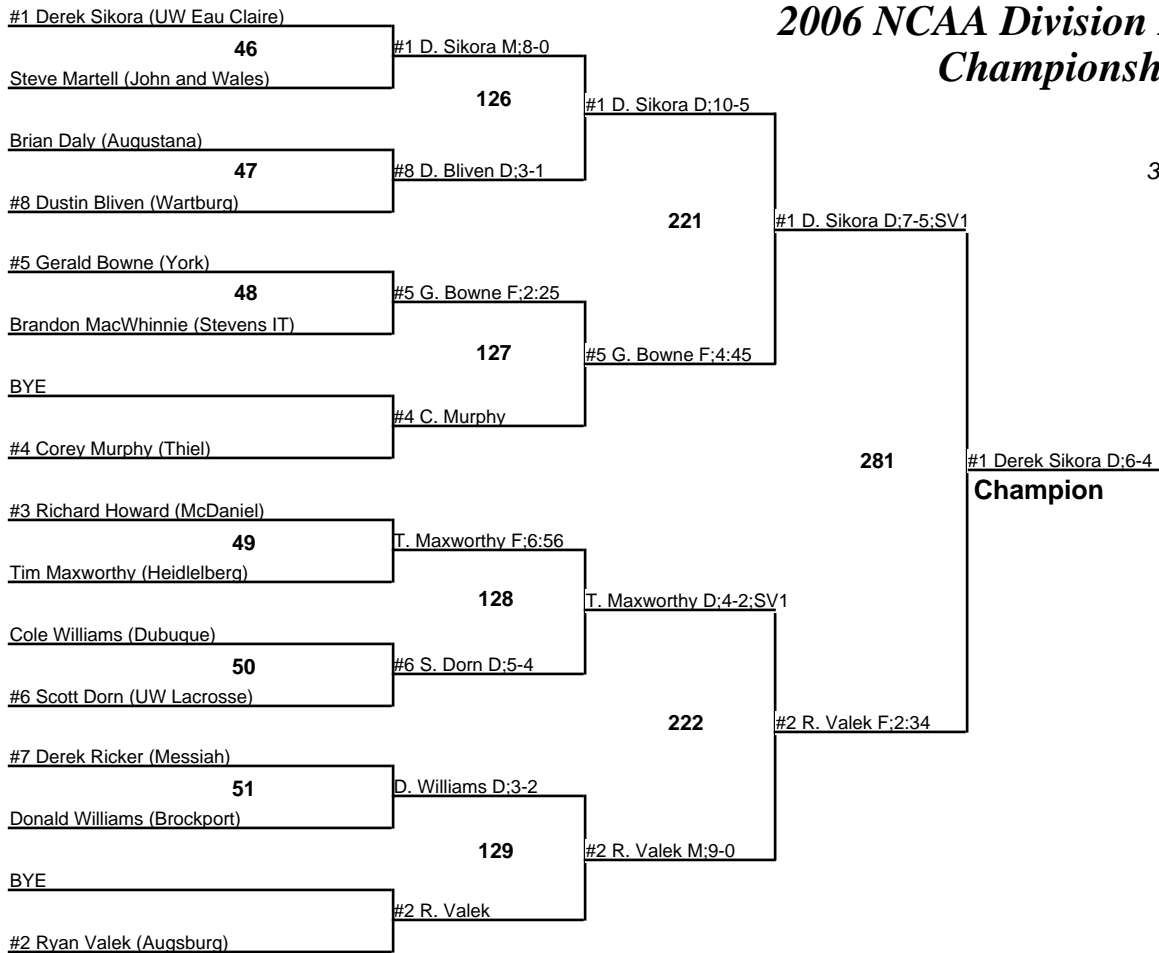 #1 Derek Sikora (UW Eau Claire)
2006 NCAA Division
46
#1 D. Sikora M;8-0
Championsh
Steve Martell (John and Wales)
126
#1 D. Sikora D;10-5
Brian Daly (Augustana)
47
#8 D. Bliven D;3-1
3
#8 Dustin Bliven (Wartburg)
221
#1 D. Sikora D;7-5;SV1
#5 Gerald Bowne (York)
48
#5 G. Bowne F;2:25
Brandon MacWhinnie (Stevens IT)
127
#5 G. Bowne F;4:45
BYE
#4 C. Murphy
#4 Corey Murphy (Thiel)
281
#1 Derek Sikora D;6-4
Champion
#3 Richard Howard (McDaniel)
49
T. Maxworthy F;6:56
Tim Maxworthy (Heidlelberg)
128
T. Maxworthy D;4-2;SV1
Cole Williams (Dubuque)
50
#6 S. Dorn D;5-4
#6 Scott Dorn (UW Lacrosse)
222
#2 R. Valek F;2:34
#7 Derek Ricker (Messiah)
51
D. Williams D;3-2
Donald Williams (Brockport)
129
#2 R. Valek M;9-0
BYE
#2 R. Valek
#2 Ryan Valek (Augsburg)